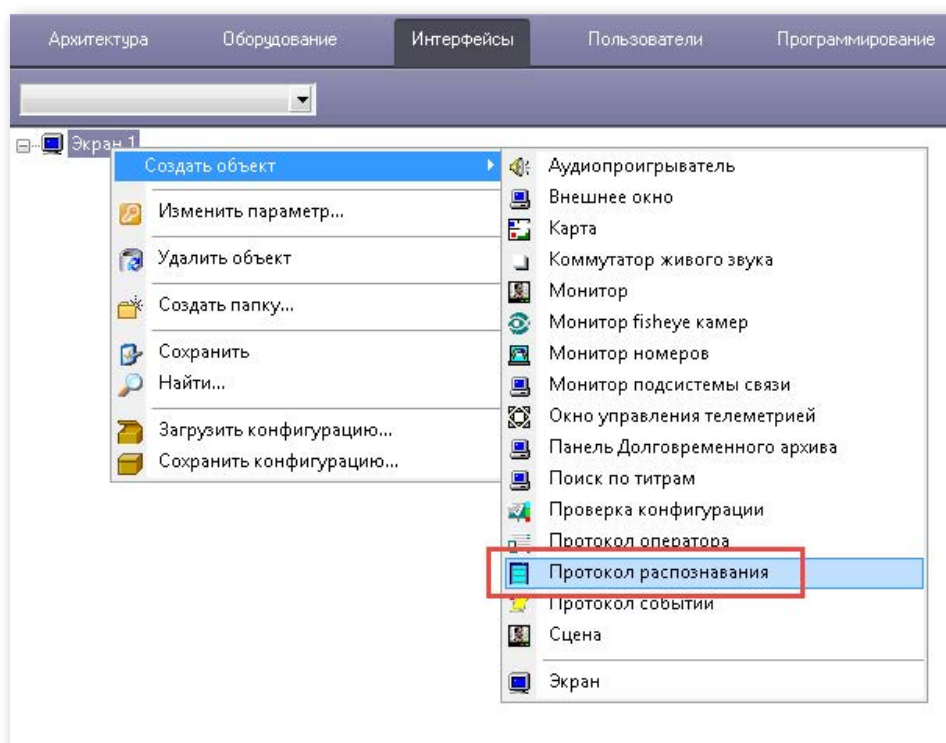 Архитектура Оборудование Интерфейсы Пользователи Программирование
Экран 1
Создать объект
Изменить параметр...
Удалить объект
Создать папку...
Сохранить
Найти...
Загрузить конфигурацию...
Сохранить конфигурацию...
Аудиопроигрыватель
Внешнее окно
Карта
Коммутатор живого звука
Монитор
Монитор fisheye камер
Монитор номеров
Монитор подсистемы связи
Окно управления телеметрией
Панель Долговременного архива
Поиск по титрам
Проверка конфигурации
Протокол оператора
Протокол распознавания
Протокол событий
Сцена
Экран